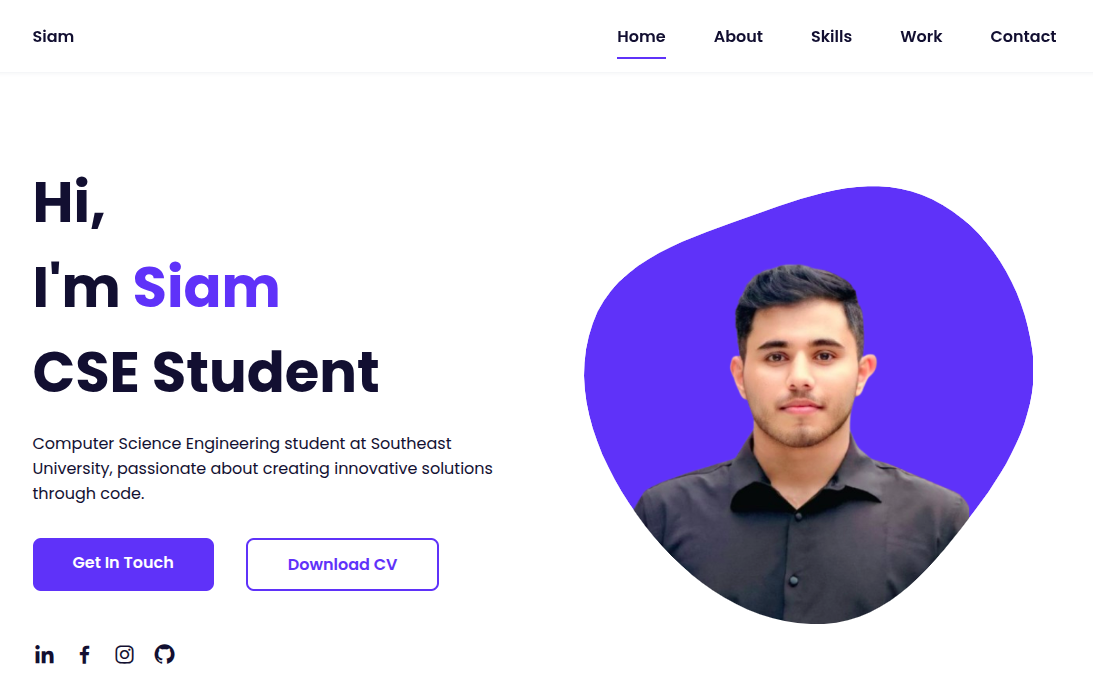 Siam
Home About Skills Work Contact
Hi,
I'm Siam
CSE Student
Computer Science Engineering student at Southeast
University, passionate about creating innovative solutions
through code.
Get In Touch
Download CV